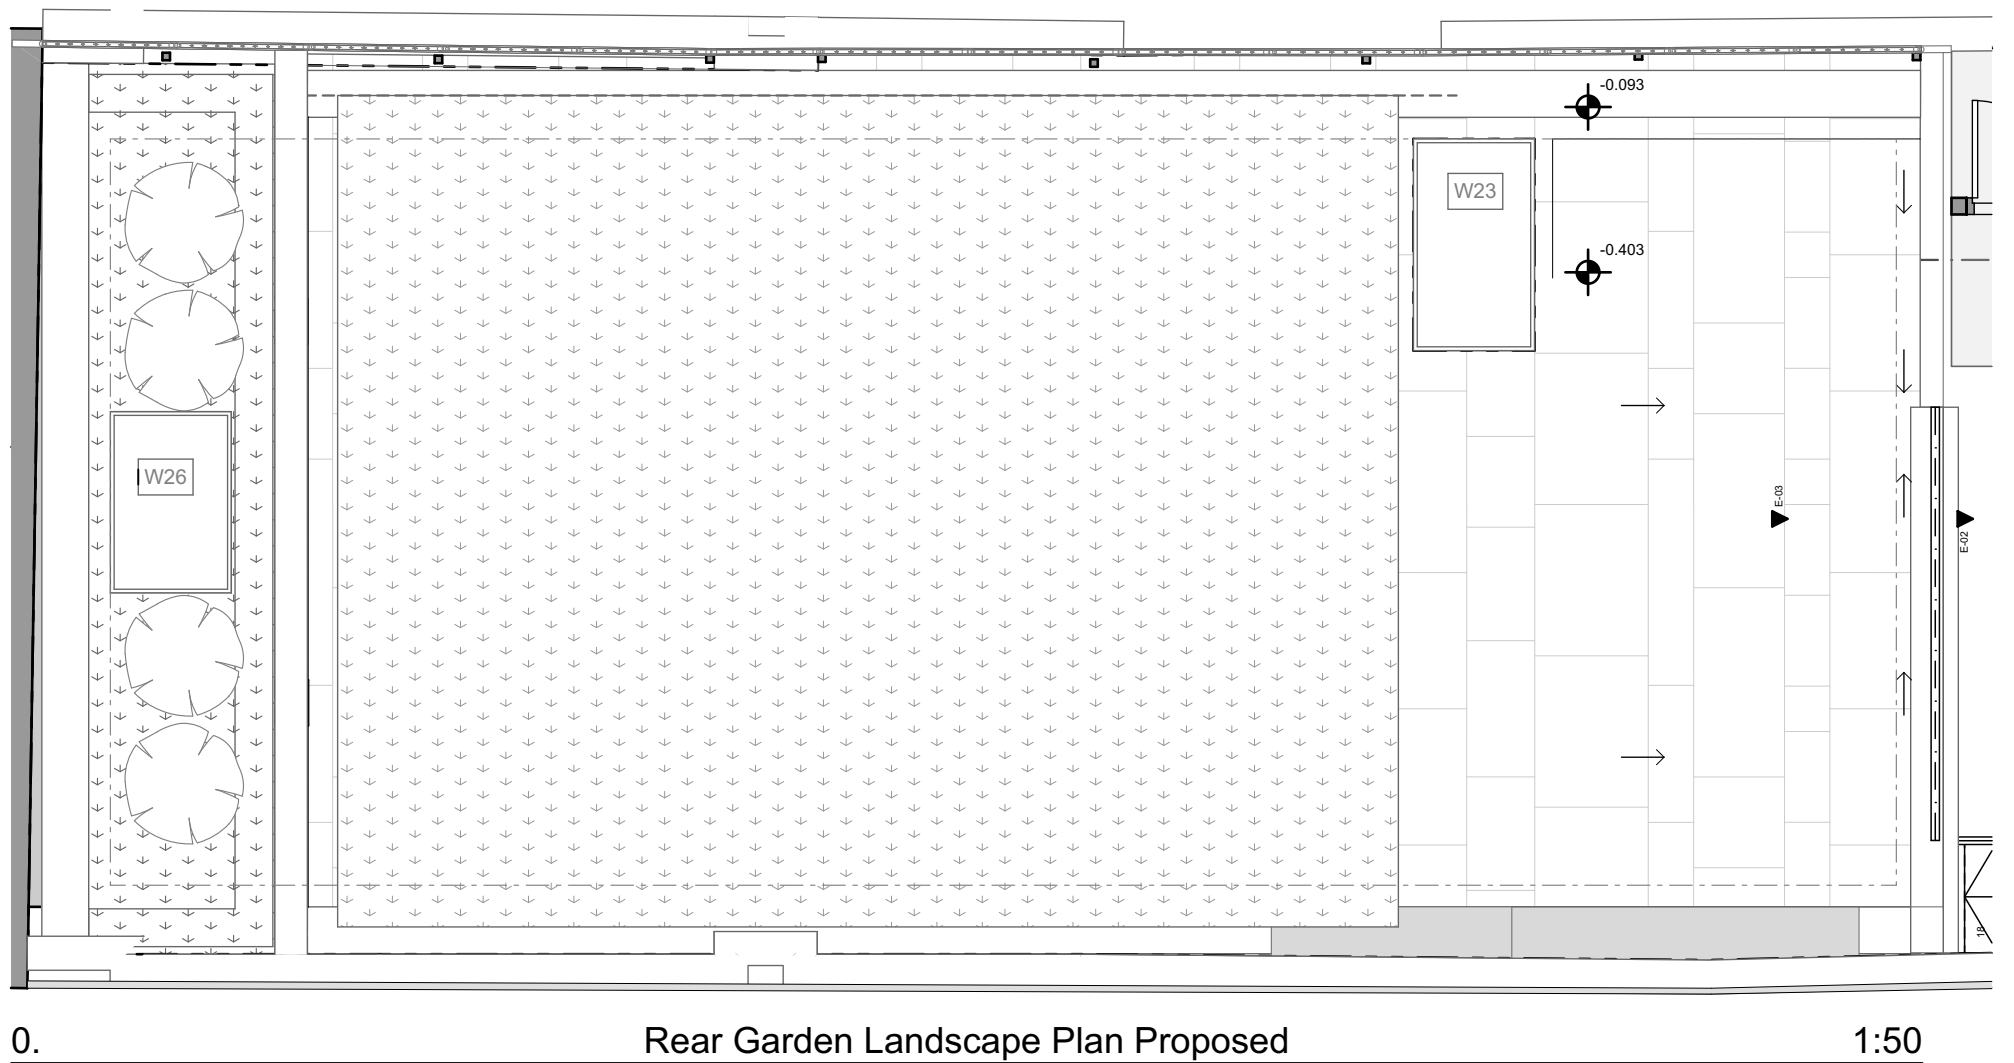 -0.093
W23
-0.403
W26
E-03
E-02
18
0.
Rear Garden Landscape Plan Proposed
1:50